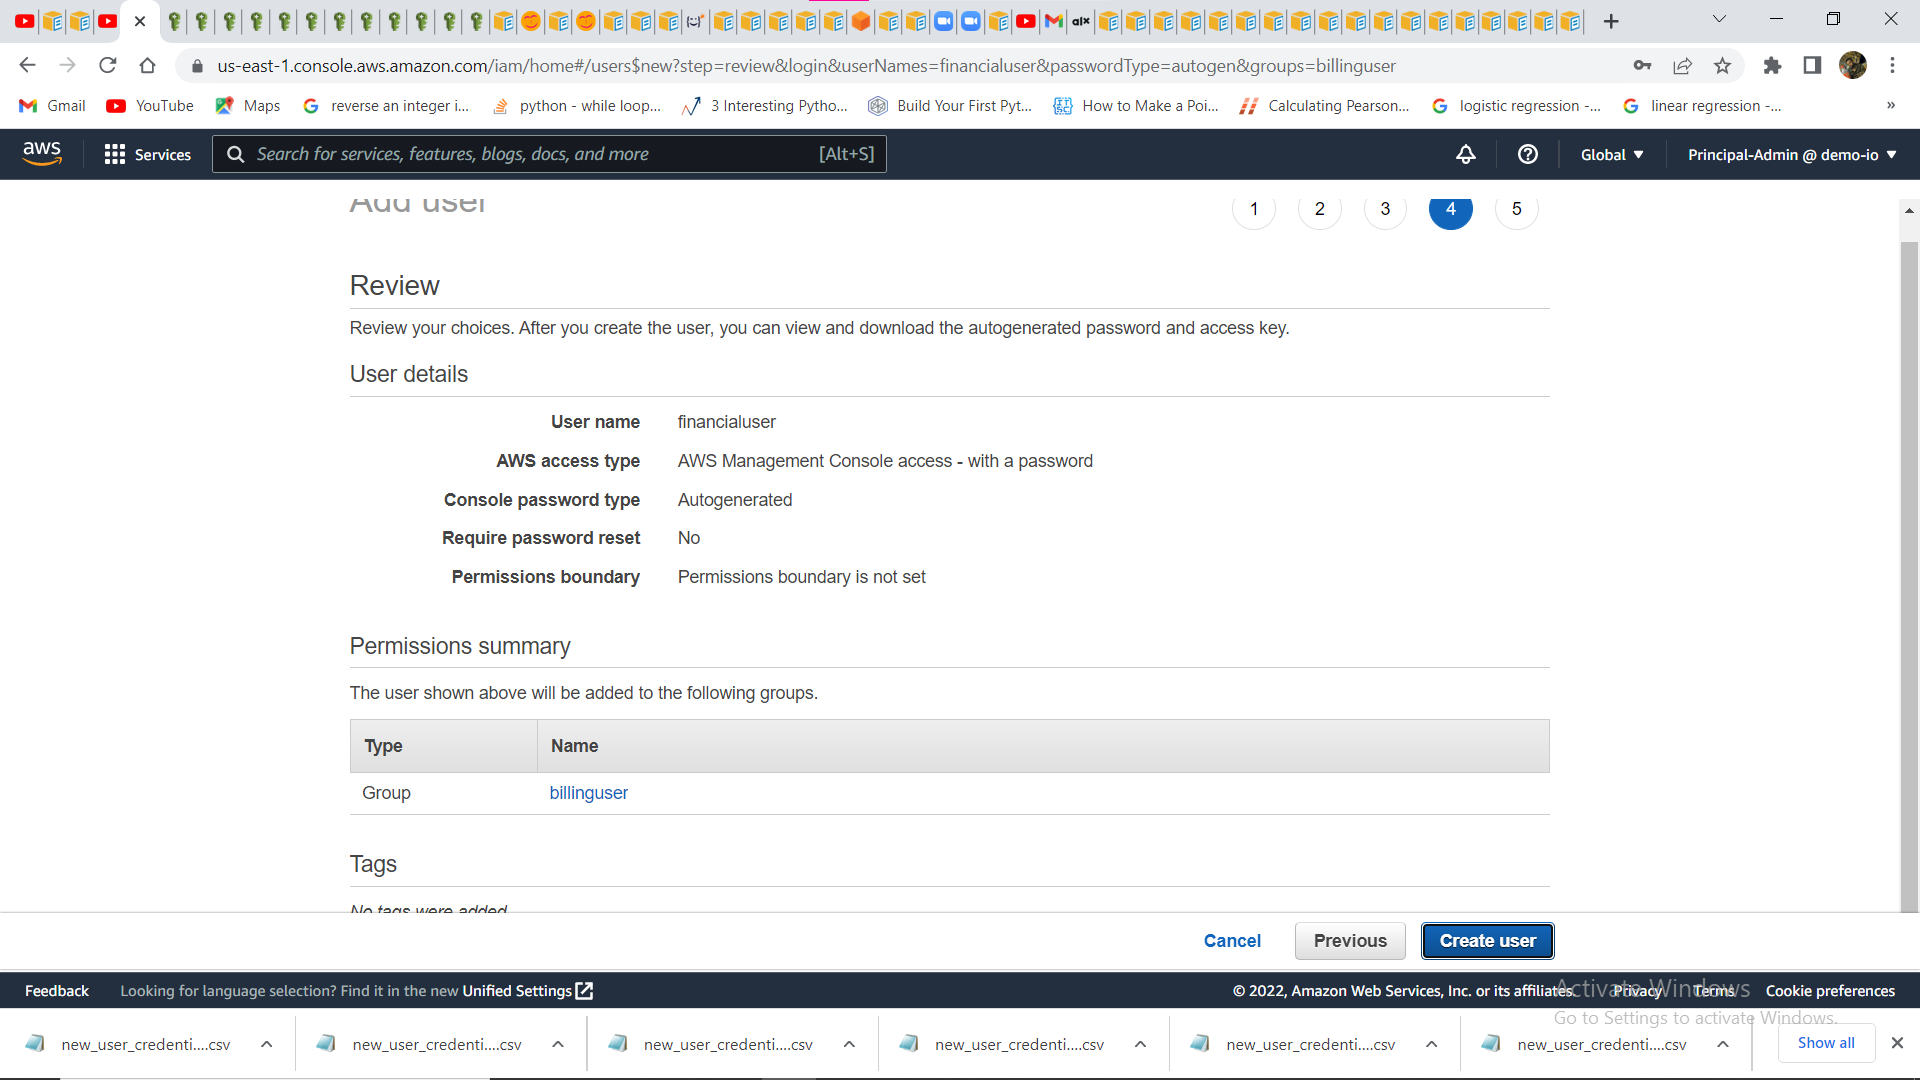 us-east-1.console.aws.amazon.com/iam/home#/users$new?step=review&login&userNames=financialuser&passwordType=autogen&groups=billinguser
Gmail YouTube Maps reverse an integer i... python - while loop... 3 Interesting Pytho... Build Your First Pyt... How to Make a Poi... Calculating Pearson... logistic regression -... linear regression -... »
aws Services Search for services, features, blogs, docs, and more [Alt+S] Global Principal-Admin @ demo-io
Add user 1 2 3 4 5
Review
Review your choices. After you create the user, you can view and download the autogenerated password and access key.
User details
User name financialuser
AWS access type AWS Management Console access - with a password
Console password type Autogenerated
Require password reset No
Permissions boundary Permissions boundary is not set
Permissions summary
The user shown above will be added to the following groups.
Type Name
Group billinguser
Tags
No tags were added
Cancel Previous Create user
Feedback Looking for language selection? Find it in the new Unified Settings © 2022, Amazon Web Services, Inc. or its affiliates. Privacy Terms Cookie preferences
Activate Windows
Go to Settings to activate Windows.
new_user_credenti....csv new_user_credenti....csv new_user_credenti....csv new_user_credenti....csv new_user_credenti....csv new_user_credenti....csv Show all